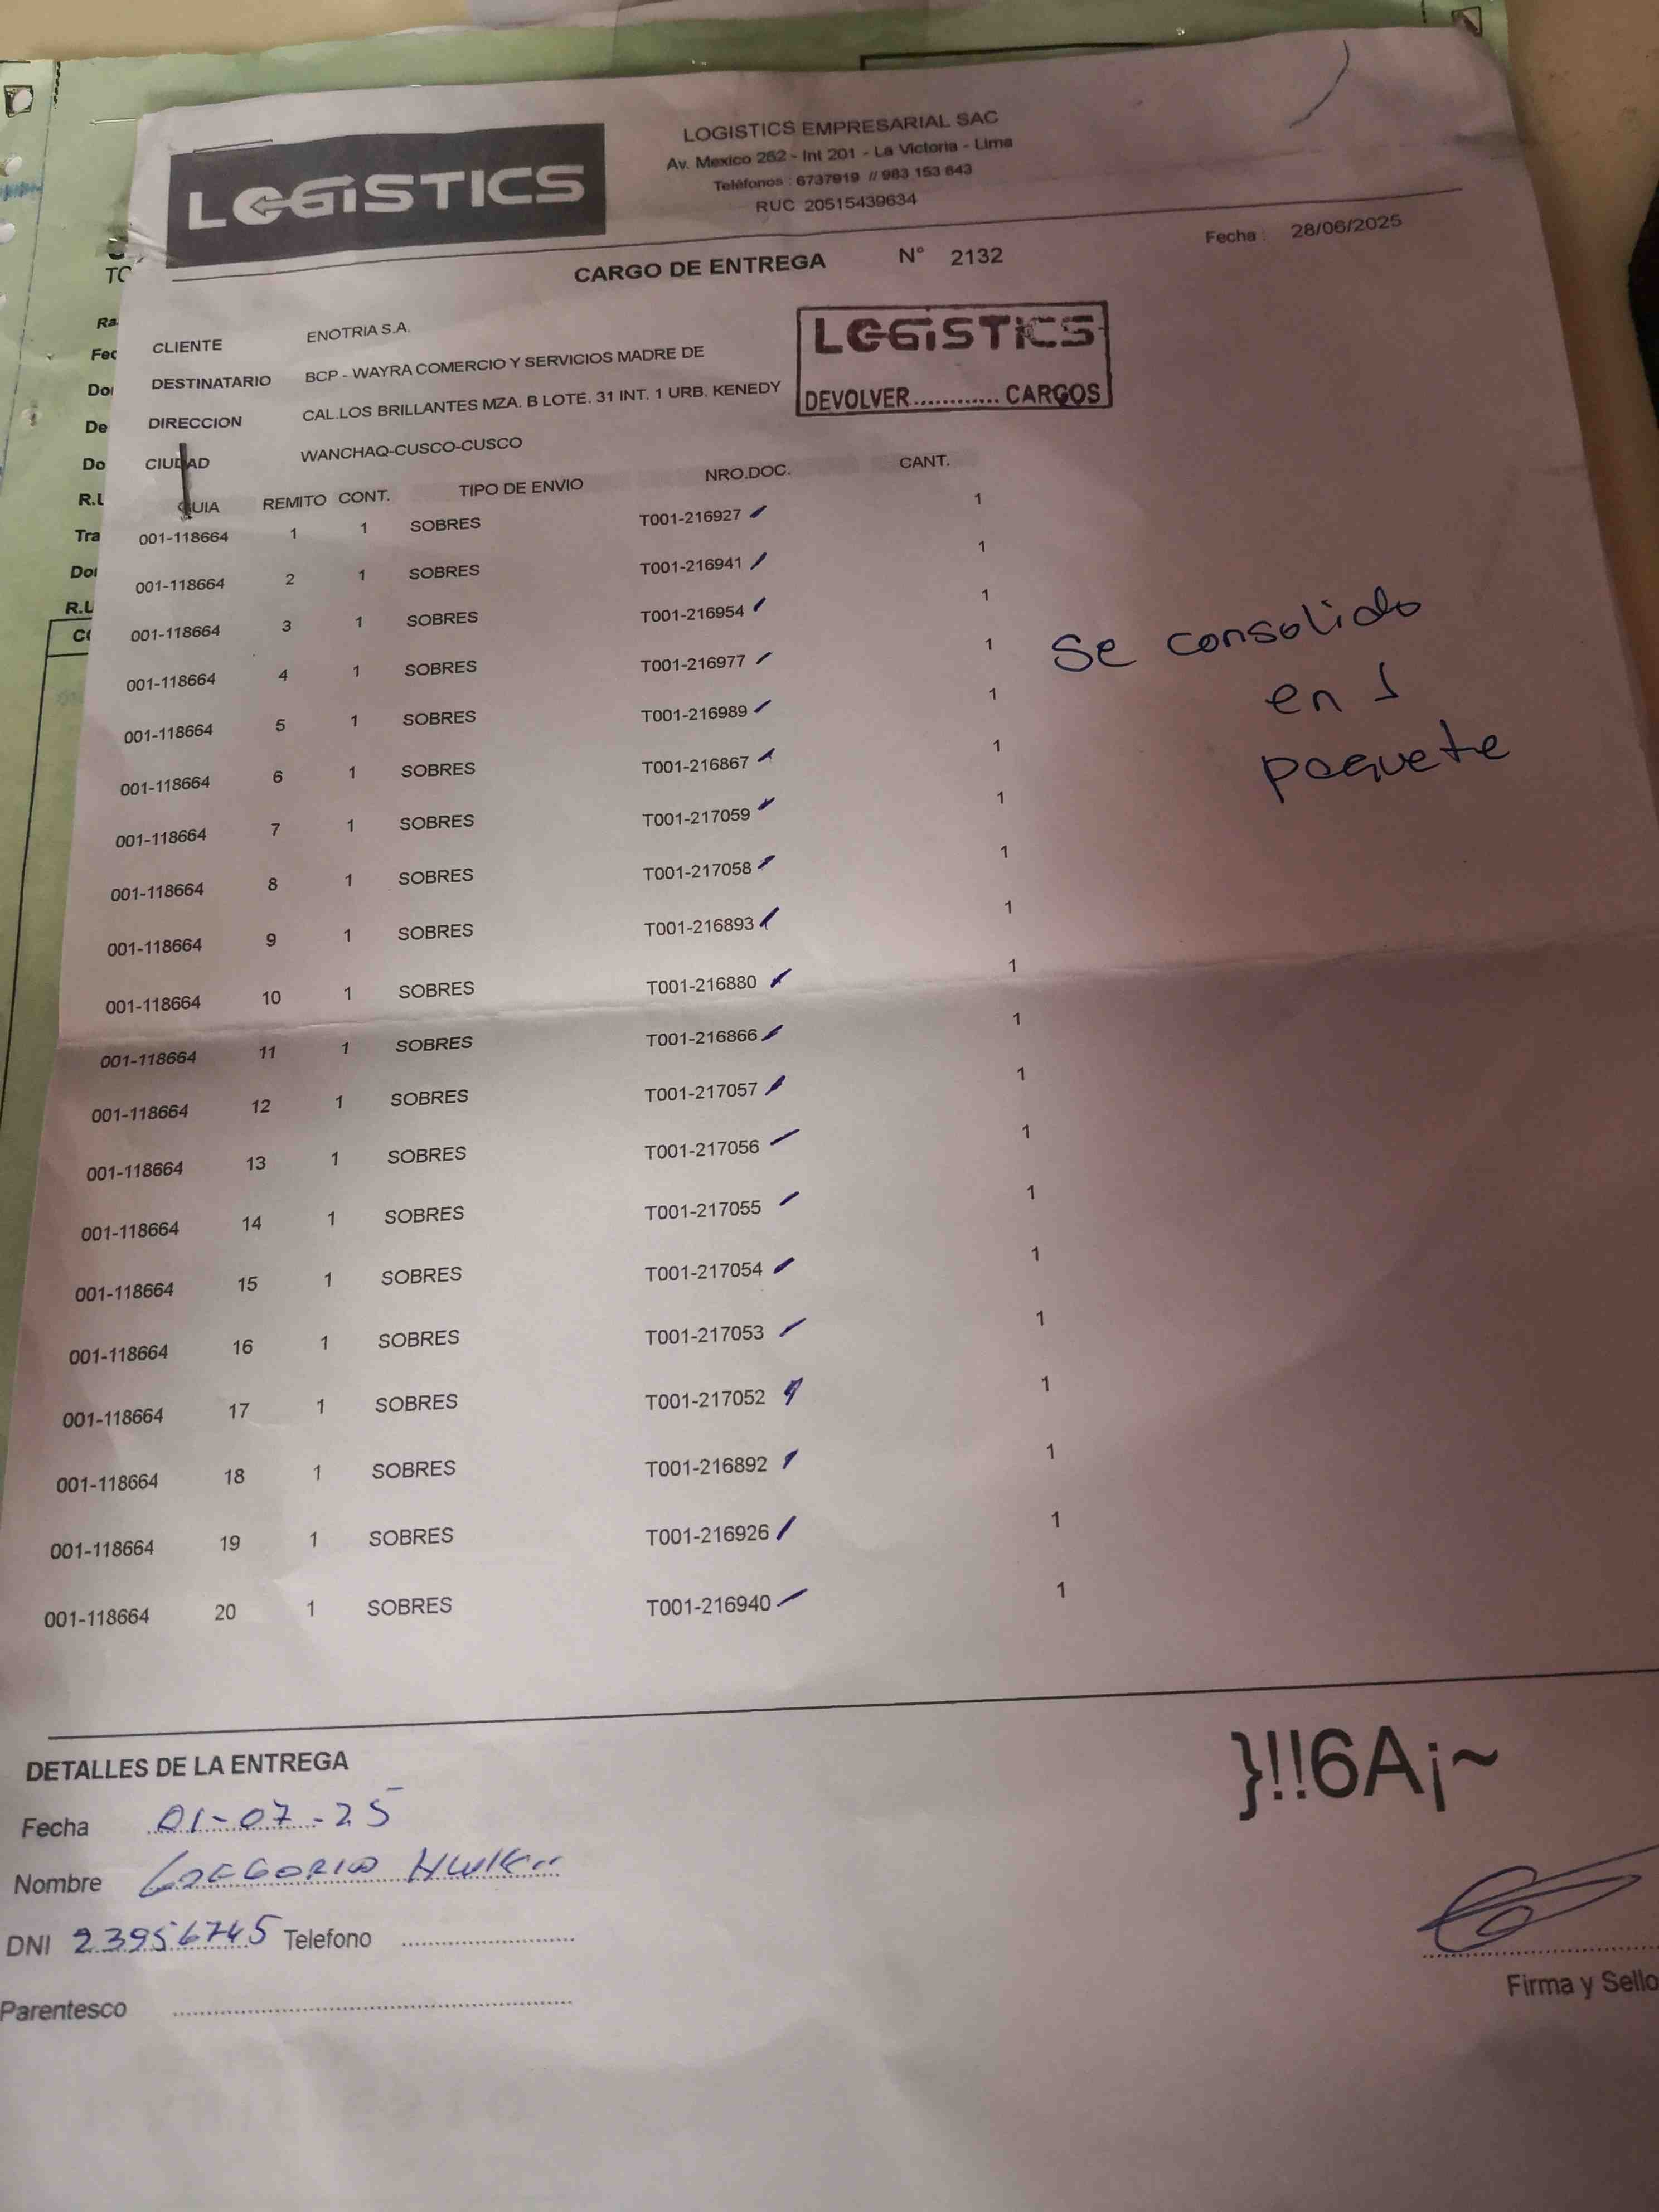 LOGISTICS
LOGISTICS EMPRESARIAL SAC
Av. Mexico 252 - Int 201 - La Victoria - Lima
Teléfonos : 6737919 // 983 153 643
RUC 20515439634
CARGO DE ENTREGA N° 2132
Fecha : 28/06/2025
CLIENTE ENOTRIA S.A.
DESTINATARIO BCP - WAYRA COMERCIO Y SERVICIOS MADRE DE
DIRECCION CAL.LOS BRILLANTES MZA. B LOTE. 31 INT. 1 URB. KENEDY
CIUDAD WANCHAQ-CUSCO-CUSCO
LOGISTICS
DEVOLVER............ CARGOS
GUIA REMITO CONT. TIPO DE ENVIO NRO.DOC. CANT.
001-118664 1 1 SOBRES T001-216927 1
001-118664 2 1 SOBRES T001-216941 1
001-118664 3 1 SOBRES T001-216954 1
001-118664 4 1 SOBRES T001-216977 1
001-118664 5 1 SOBRES T001-216989 1
001-118664 6 1 SOBRES T001-216867 1
001-118664 7 1 SOBRES T001-217059 1
001-118664 8 1 SOBRES T001-217058 1
001-118664 9 1 SOBRES T001-216893 1
001-118664 10 1 SOBRES T001-216880 1
001-118664 11 1 SOBRES T001-216866 1
001-118664 12 1 SOBRES T001-217057 1
001-118664 13 1 SOBRES T001-217056 1
001-118664 14 1 SOBRES T001-217055 1
001-118664 15 1 SOBRES T001-217054 1
001-118664 16 1 SOBRES T001-217053 1
001-118664 17 1 SOBRES T001-217052 1
001-118664 18 1 SOBRES T001-216892 1
001-118664 19 1 SOBRES T001-216926 1
001-118664 20 1 SOBRES T001-216940 1
Se consolido
en 1
paquete
DETALLES DE LA ENTREGA
}!!6A¡~
Fecha 01-07-25
Nombre GREGORIO
DNI 23956745 Telefono
Parentesco
Firma y Sello
TO
Ra
Fec
Do
De
Do
R.U
Tra
Do
R.U
CO